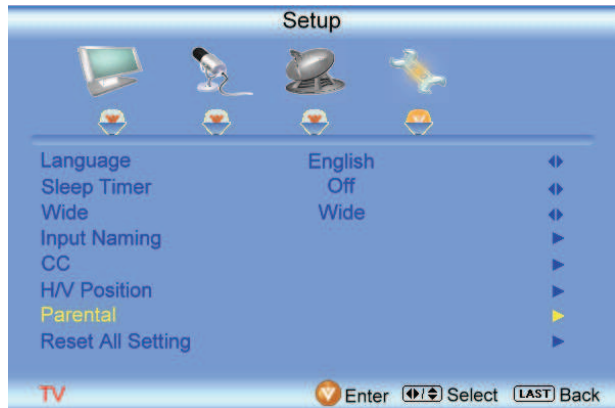 Setup
Language English
Sleep Timer Off
Wide Wide
Input Naming
CC
H/V Position
Parental
Reset All Setting
TV V Enter Select LAST Back